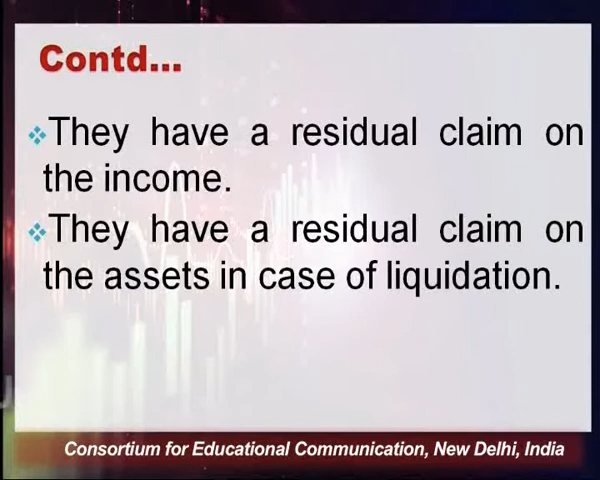 Contd...
They have a residual claim on
the income.
They have a residual claim on
the assets in case of liquidation.
Consortium for Educational Communication, New Delhi, India